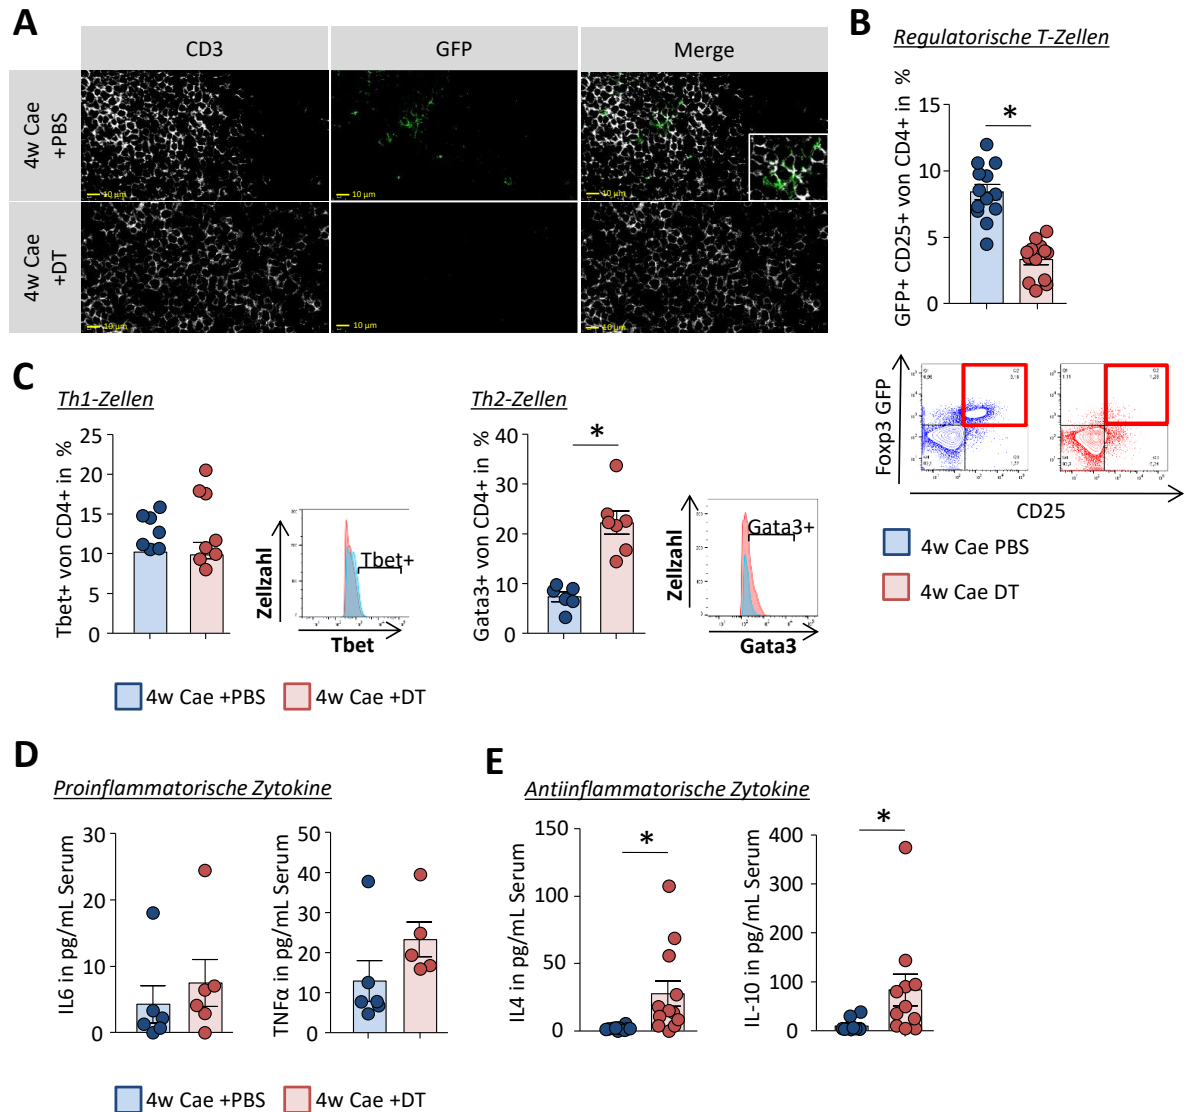 A
CD3
GFP
Merge
4w Cae
+PBS
10 µm
10 µm
10 µm
4w Cae
+DT
10 µm
10 µm
10 µm
B
Regulatorische T-Zellen
GFP+ CD25+ von CD4+ in %
15
10
5
0
*
Foxp3 GFP
CD25
4w Cae PBS
4w Cae DT
C
Th1-Zellen
Tbet+ von CD4+ in %
25
20
15
10
5
0
Zellzahl
Tbet+
Tbet
Th2-Zellen
Gata3+ von CD4+ in %
40
30
20
10
0
*
Zellzahl
Gata3+
Gata3
4w Cae +PBS
4w Cae +DT
D
Proinflammatorische Zytokine
IL6 in pg/mL Serum
30
20
10
0
TNFα in pg/mL Serum
50
40
30
20
10
0
4w Cae +PBS
4w Cae +DT
E
Antiinflammatorische Zytokine
IL4 in pg/mL Serum
150
100
50
0
*
IL-10 in pg/mL Serum
400
300
200
100
0
*